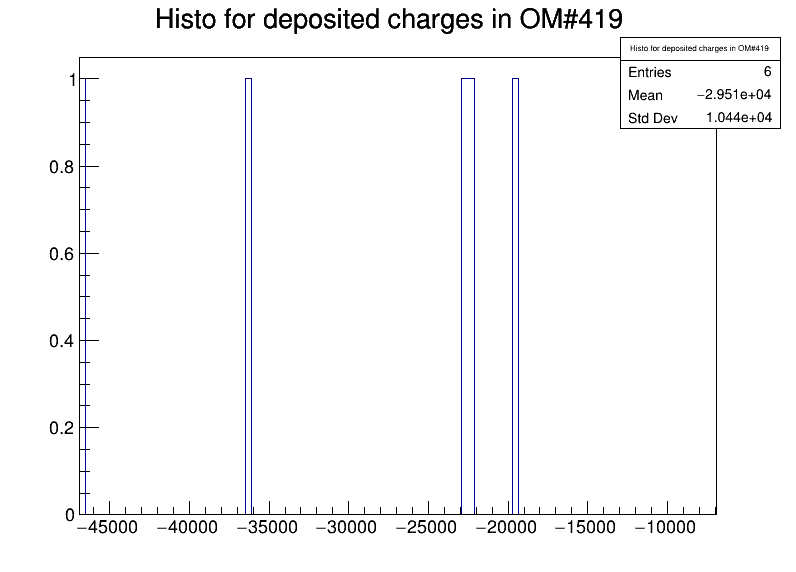 Histo for deposited charges in OM#419
Histo for deposited charges in OM#419
Entries 6
Mean −2.951e+04
Std Dev 1.044e+04
1
0.8
0.6
0.4
0.2
0
−45000 −40000 −35000 −30000 −25000 −20000 −15000 −10000